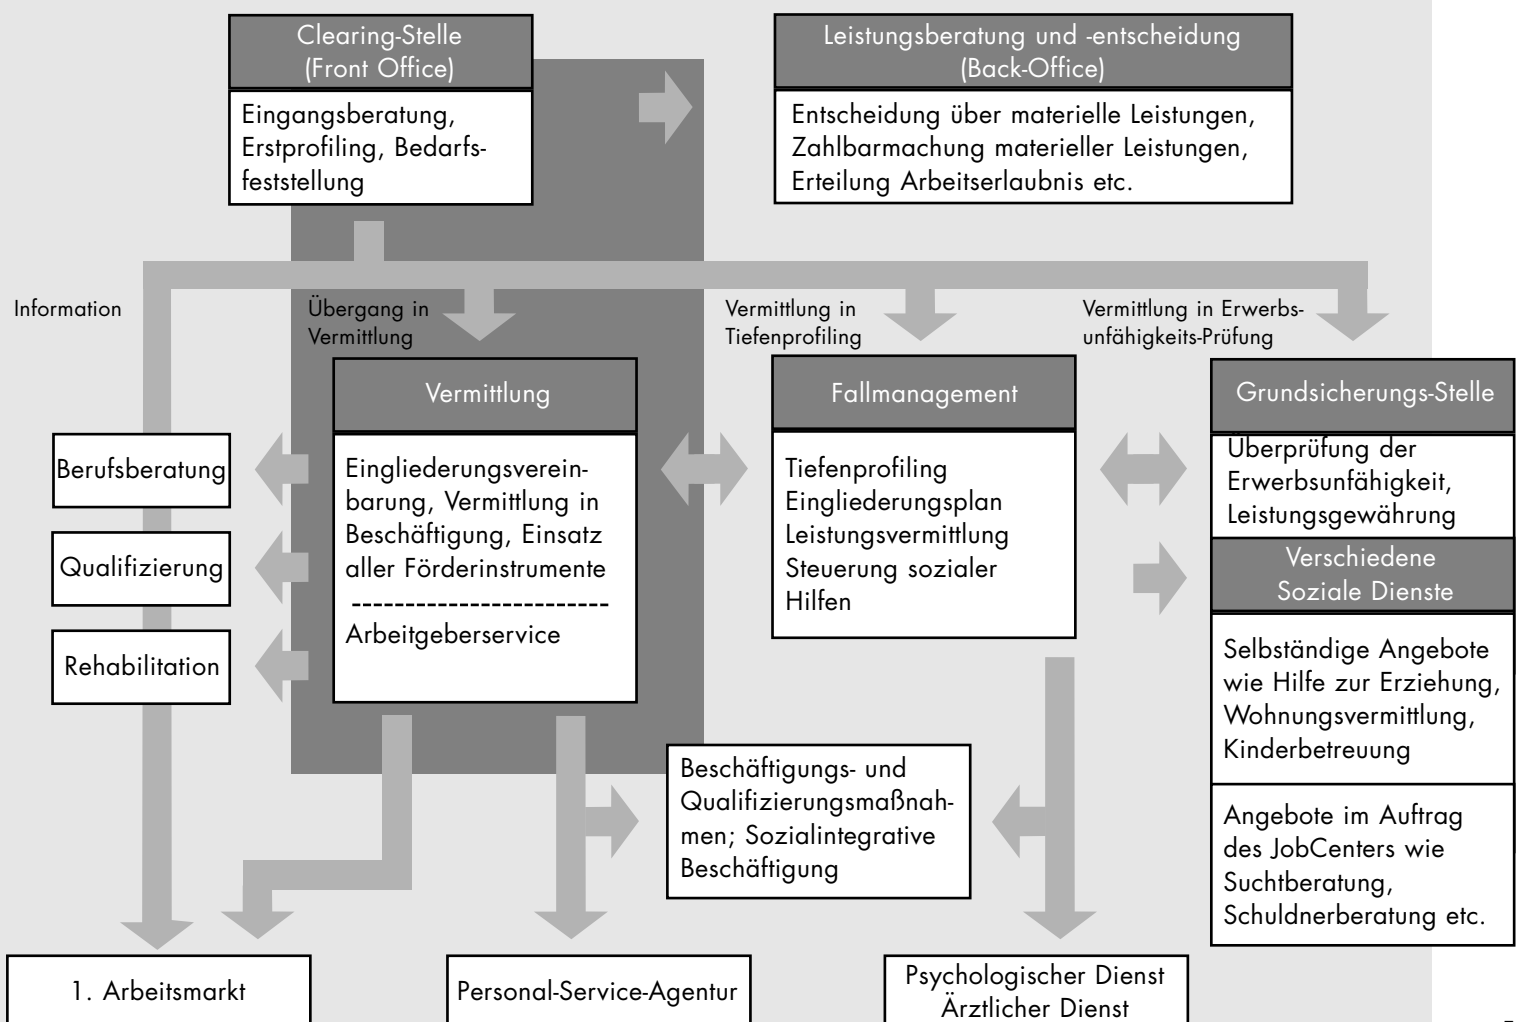 Clearing-Stelle
(Front Office)
Eingangsberatung,
Erstprofiling, Bedarfs-
feststellung
Leistungsberatung und -entscheidung
(Back-Office)
Entscheidung über materielle Leistungen,
Zahlbarmachung materieller Leistungen,
Erteilung Arbeitserlaubnis etc.
Information
Übergang in
Vermittlung
Vermittlung in
Tiefenprofiling
Vermittlung in Erwerbs-
unfähigkeits-Prüfung
Berufsberatung
Qualifizierung
Rehabilitation
Vermittlung
Eingliederungsverein-
barung, Vermittlung in
Beschäftigung, Einsatz
aller Förderinstrumente
------------------------
Arbeitgeberservice
Fallmanagement
Tiefenprofiling
Eingliederungsplan
Leistungsvermittlung
Steuerung sozialer
Hilfen
Grundsicherungs-Stelle
Überprüfung der
Erwerbsunfähigkeit,
Leistungsgewährung
Verschiedene
Soziale Dienste
Selbständige Angebote
wie Hilfe zur Erziehung,
Wohnungsvermittlung,
Kinderbetreuung
Angebote im Auftrag
des JobCenters wie
Suchtberatung,
Schuldnerberatung etc.
Beschäftigungs- und
Qualifizierungsmaßnah-
men; Sozialintegrative
Beschäftigung
1. Arbeitsmarkt
Personal-Service-Agentur
Psychologischer Dienst
Ärztlicher Dienst